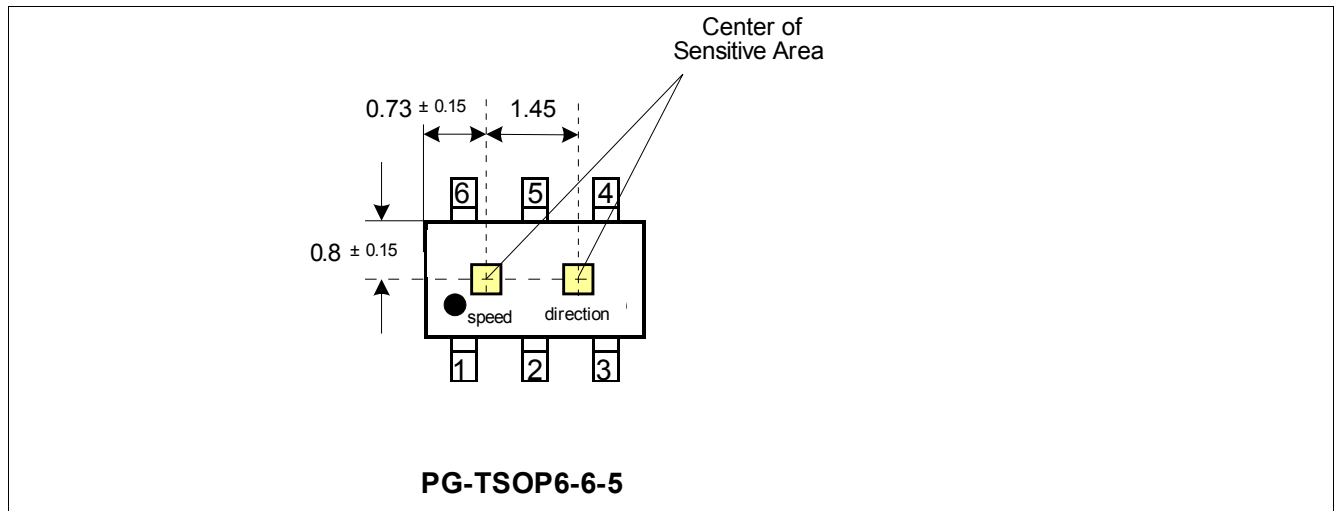 Center of
Sensitive Area
0.73 ± 0.15
1.45
6
5
4
0.8 ± 0.15
speed
direction
1
2
3
PG-TSOP6-6-5